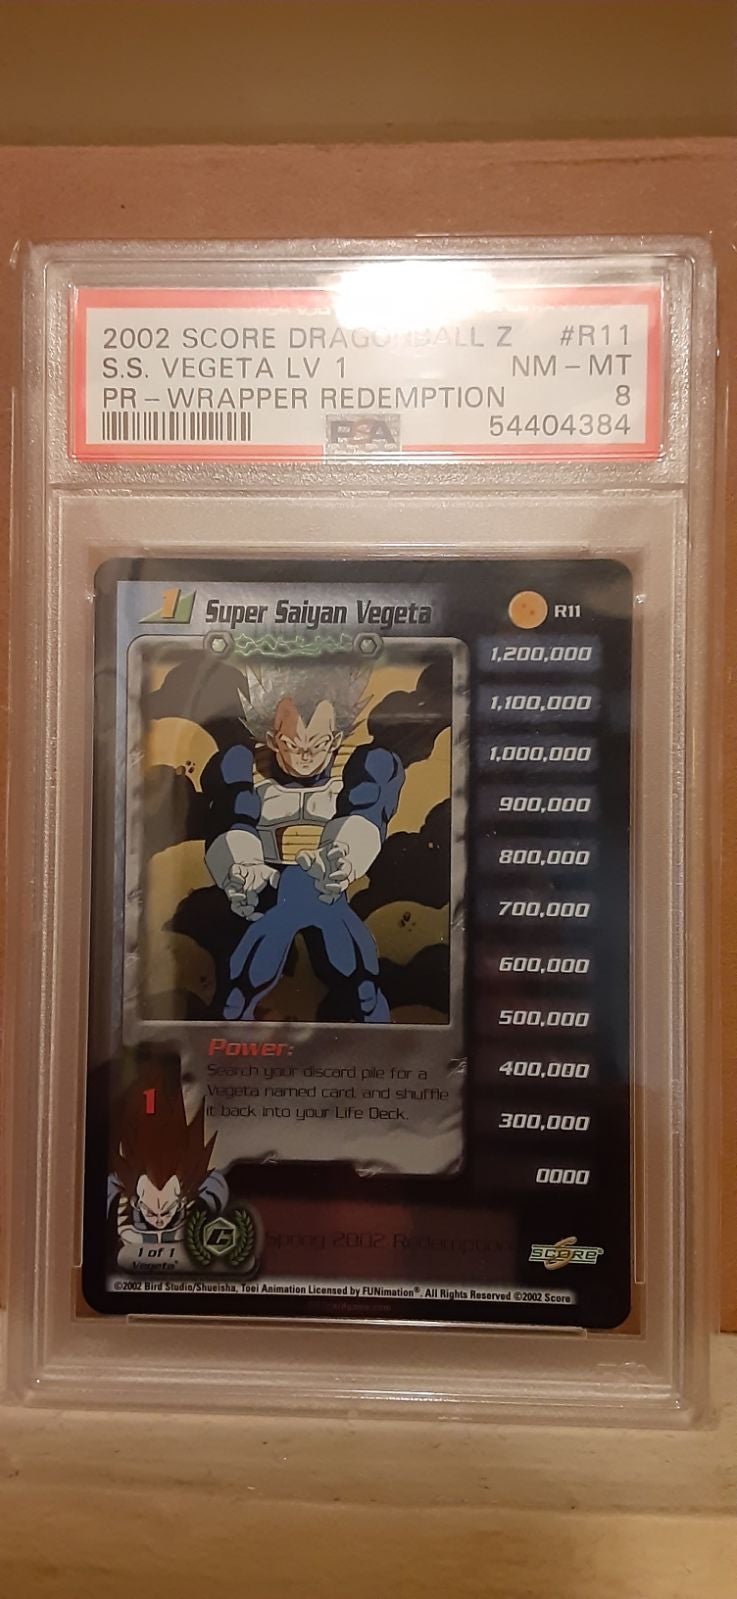 2002 SCORE DRAGONBALL Z #R11
S.S. VEGETA LV 1 NM - MT
PR - WRAPPER REDEMPTION 8
PSA 54404384
1 Super Saiyan Vegeta R11
1,200,000
1,100,000
1,000,000
900,000
800,000
700,000
600,000
500,000
400,000
300,000
0000
Power:
Search your discard pile for a
Vegeta named card, and shuffle
it back into your Life Deck.
1
1 of 1
Vegeta
G
Spring 2002 Redemption
SCORE
©2002 Bird Studio/Shueisha, Toei Animation Licensed by FUNimation®. All Rights Reserved ©2002 Score